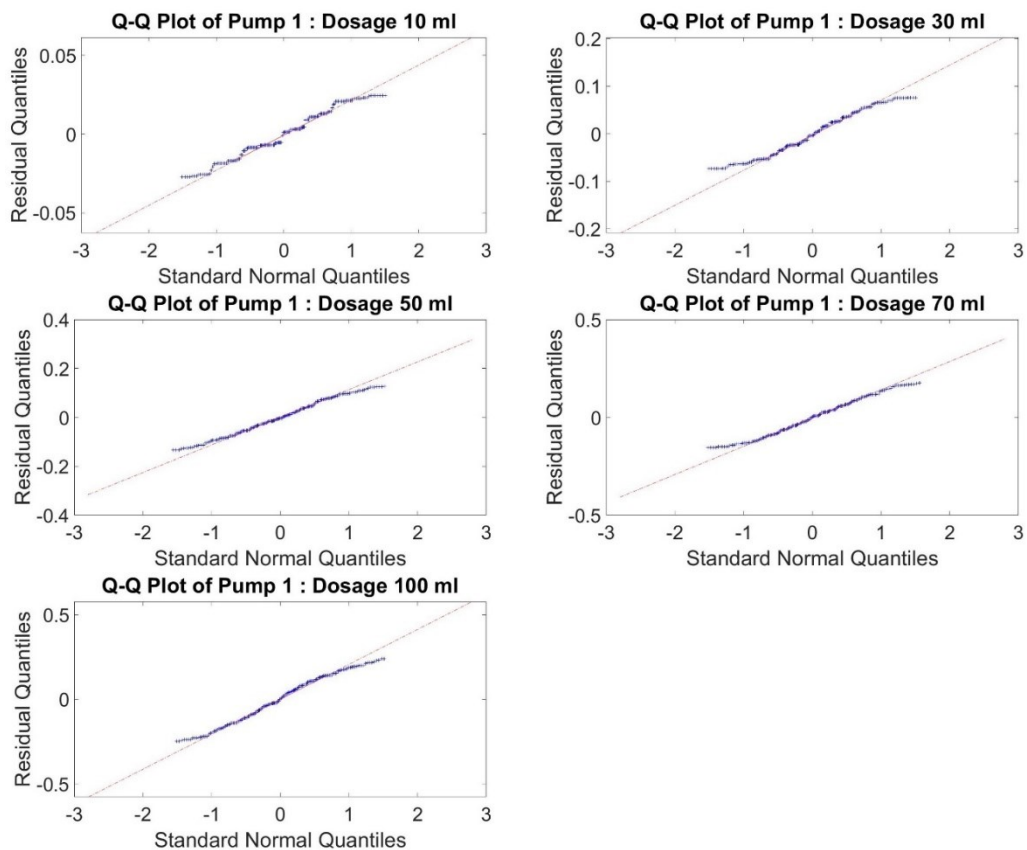 Q-Q Plot of Pump 1 : Dosage 10 ml
0.05
0
-0.05
-3 -2 -1 0 1 2 3
Residual Quantiles
Standard Normal Quantiles
Q-Q Plot of Pump 1 : Dosage 30 ml
0.2
0.1
0
-0.1
-0.2
-3 -2 -1 0 1 2 3
Residual Quantiles
Standard Normal Quantiles
Q-Q Plot of Pump 1 : Dosage 50 ml
0.4
0.2
0
-0.2
-0.4
-3 -2 -1 0 1 2 3
Residual Quantiles
Standard Normal Quantiles
Q-Q Plot of Pump 1 : Dosage 70 ml
0.5
0
-0.5
-3 -2 -1 0 1 2 3
Residual Quantiles
Standard Normal Quantiles
Q-Q Plot of Pump 1 : Dosage 100 ml
0.5
0
-0.5
-3 -2 -1 0 1 2 3
Residual Quantiles
Standard Normal Quantiles